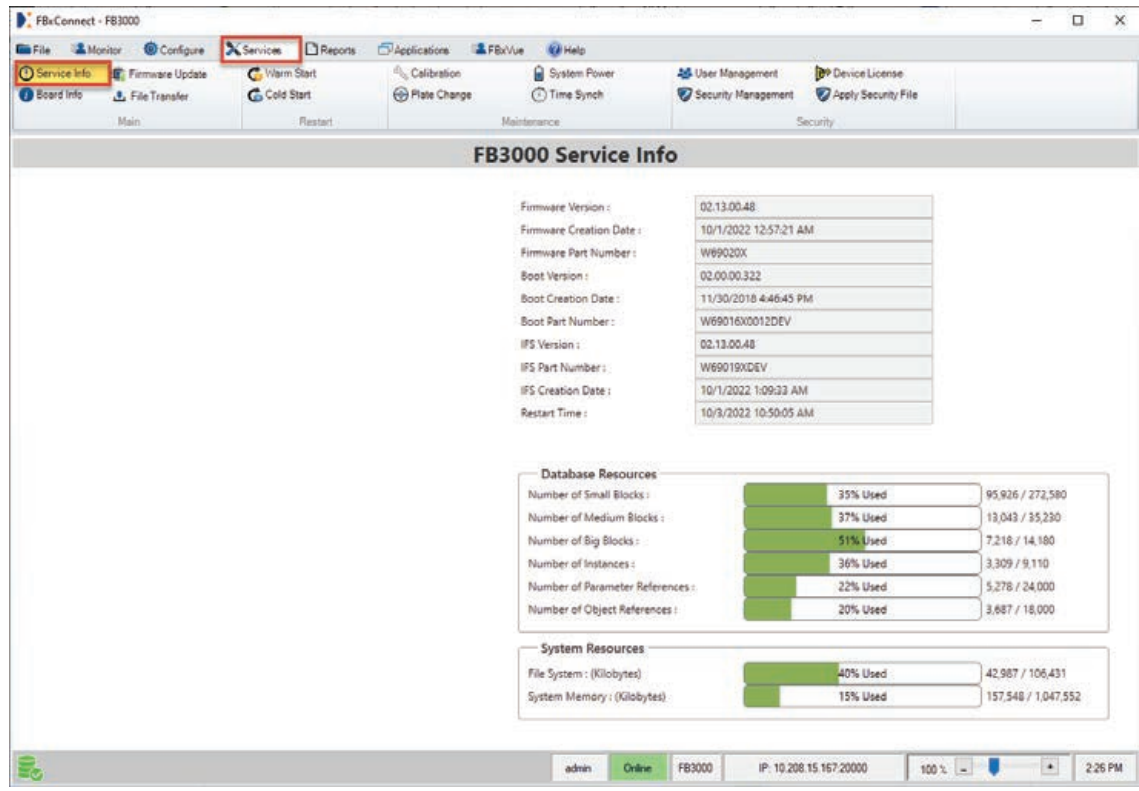 FBxConnect - FB3000
File Monitor Configure Services Reports Applications FBxVue Help
Service Info Firmware Update Warm Start Calibration System Power User Management Device License
Board Info File Transfer Cold Start Plate Change Time Synch Security Management Apply Security File
Main Restart Maintenance Security
FB3000 Service Info
Firmware Version : 02.13.00.48
Firmware Creation Date : 10/1/2022 12:57:21 AM
Firmware Part Number : W69020X
Boot Version : 02.00.00.322
Boot Creation Date : 11/30/2018 4:46:45 PM
Boot Part Number : W69016X0012DEV
IFS Version : 02.13.00.48
IFS Part Number : W69019XDEV
IFS Creation Date : 10/1/2022 1:09:33 AM
Restart Time : 10/3/2022 10:50:05 AM
Database Resources
Number of Small Blocks : 35% Used 95,926 / 272,580
Number of Medium Blocks : 37% Used 13,043 / 35,230
Number of Big Blocks : 51% Used 7,218 / 14,180
Number of Instances : 36% Used 3,309 / 9,110
Number of Parameter References : 22% Used 5,278 / 24,000
Number of Object References : 20% Used 3,687 / 18,000
System Resources
File System : (Kilobytes) 40% Used 42,987 / 106,431
System Memory : (Kilobytes) 15% Used 157,548 / 1,047,552
admin Online FB3000 IP: 10.208.15.167:20000 100 % - + 2:26 PM